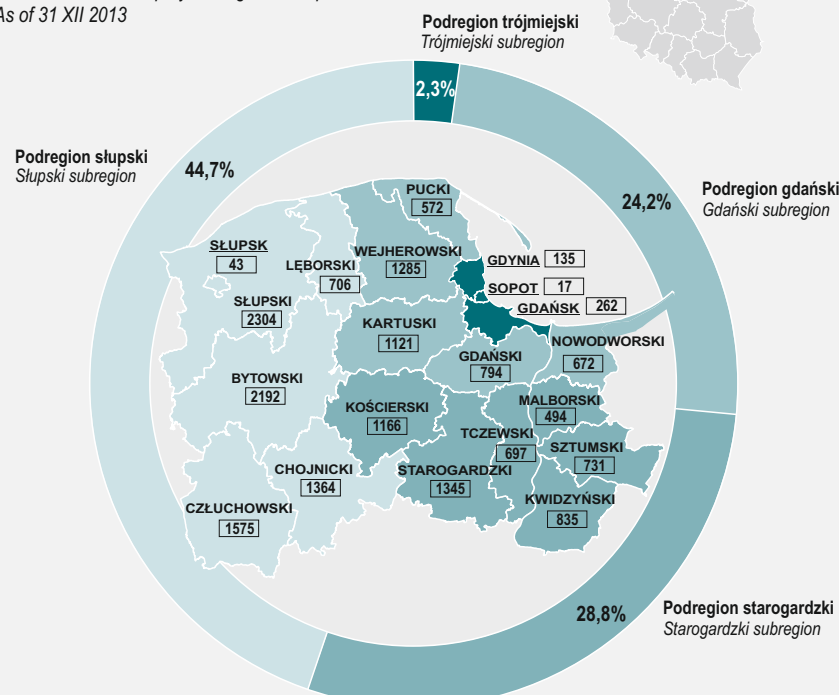 As of 31 XII 2013
Podregion trójmiejski
Trójmiejski subregion
2,3%
Podregion słupski
Słupski subregion
44,7%
Podregion gdański
Gdański subregion
24,2%
PUCKI
572
SŁUPSK
43
LĘBORSKI
706
WEJHEROWSKI
1285
GDYNIA 135
SOPOT 17
GDAŃSK 262
SŁUPSKI
2304
KARTUSKI
1121
GDAŃSKI
794
NOWODWORSKI
672
BYTOWSKI
2192
KOŚCIERSKI
1166
MALBORSKI
494
TCZEWSKI
697
SZTUMSKI
731
CHOJNICKI
1364
STAROGARDZKI
1345
CZŁUCHOWSKI
1575
KWIDZYŃSKI
835
28,8%
Podregion starogardzki
Starogardzki subregion